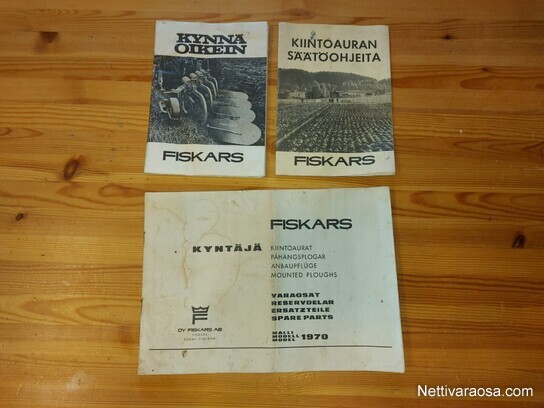 KYNNÄ
OIKEIN
FISKARS
KIINTOAURAN
SÄÄTÖOHJEITA
FISKARS
FISKARS
KYNTÄJÄ
KIINTOAURAT
PÅHÄNGSPLOGAR
ANBAUPFLÜGE
MOUNTED PLOUGHS
VARAOSAT
RESERVDELAR
ERSATZTEILE
SPARE PARTS
OY FISKARS AB
MALLI
MODELL
MODEL
1970
Nettivaraosa.com